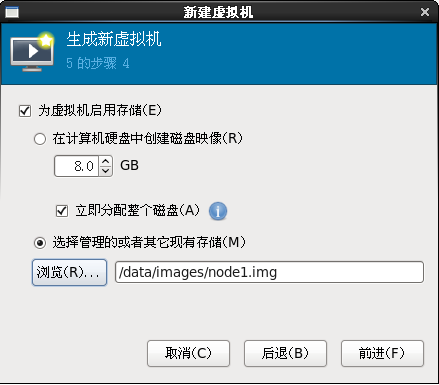 新建虚拟机
生成新虚拟机
5 的步骤 4
为虚拟机启用存储(E)
在计算机硬盘中创建磁盘映像(R)
8.0 GB
立即分配整个磁盘(A)
选择管理的或者其它现有存储(M)
浏览(R)... /data/images/node1.img
取消(C) 后退(B) 前进(F)